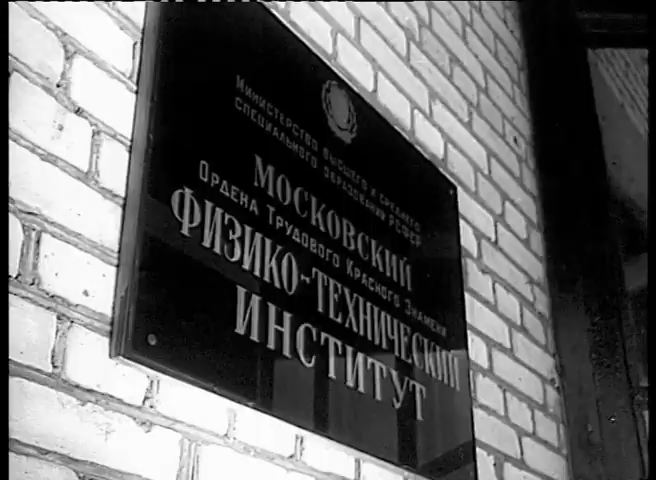 Министерство высшего и среднего
специального образования РСФСР
МОСКОВСКИЙ
Ордена Трудового Красного Знамени
ФИЗИКО-ТЕХНИЧЕСКИЙ
ИНСТИТУТ